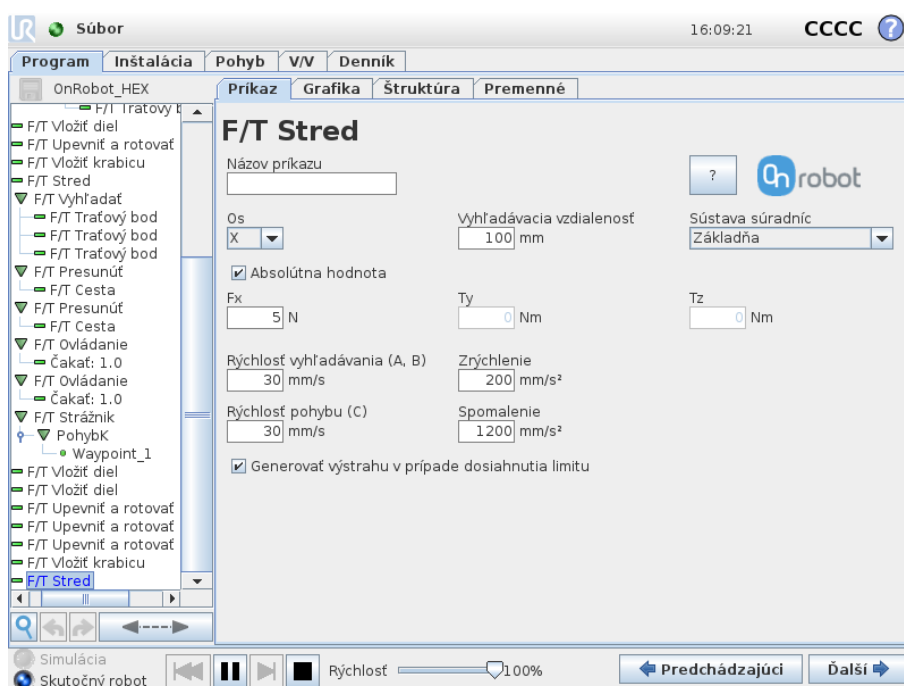 Súbor
16:09:21
CCCC
?
Program Inštalácia Pohyb V/V Denník
OnRobot_HEX
Príkaz Grafika Štruktúra Premenné
F/T Traťový b
F/T Vložiť diel
F/T Upevniť a rotovať
F/T Vložiť krabicu
F/T Stred
F/T Vyhľadať
F/T Traťový bod
F/T Traťový bod
F/T Traťový bod
F/T Presunúť
F/T Cesta
F/T Presunúť
F/T Cesta
F/T Ovládanie
Čakať: 1.0
F/T Ovládanie
Čakať: 1.0
F/T Strážnik
PohybK
Waypoint_1
F/T Vložiť diel
F/T Vložiť diel
F/T Upevniť a rotovať
F/T Upevniť a rotovať
F/T Upevniť a rotovať
F/T Vložiť krabicu
F/T Stred
F/T Stred
Názov príkazu
?
On robot
Os Vyhľadávacia vzdialenosť Sústava súradníc
X 100 mm Základňa
Absolútna hodnota
Fx Ty Tz
5 N 0 Nm 0 Nm
Rýchlosť vyhľadávania (A, B) Zrýchlenie
30 mm/s 200 mm/s²
Rýchlosť pohybu (C) Spomalenie
30 mm/s 1200 mm/s²
Generovať výstrahu v prípade dosiahnutia limitu
Simulácia
Skutočný robot
Rýchlosť 100%
Predchádzajúci Ďalší